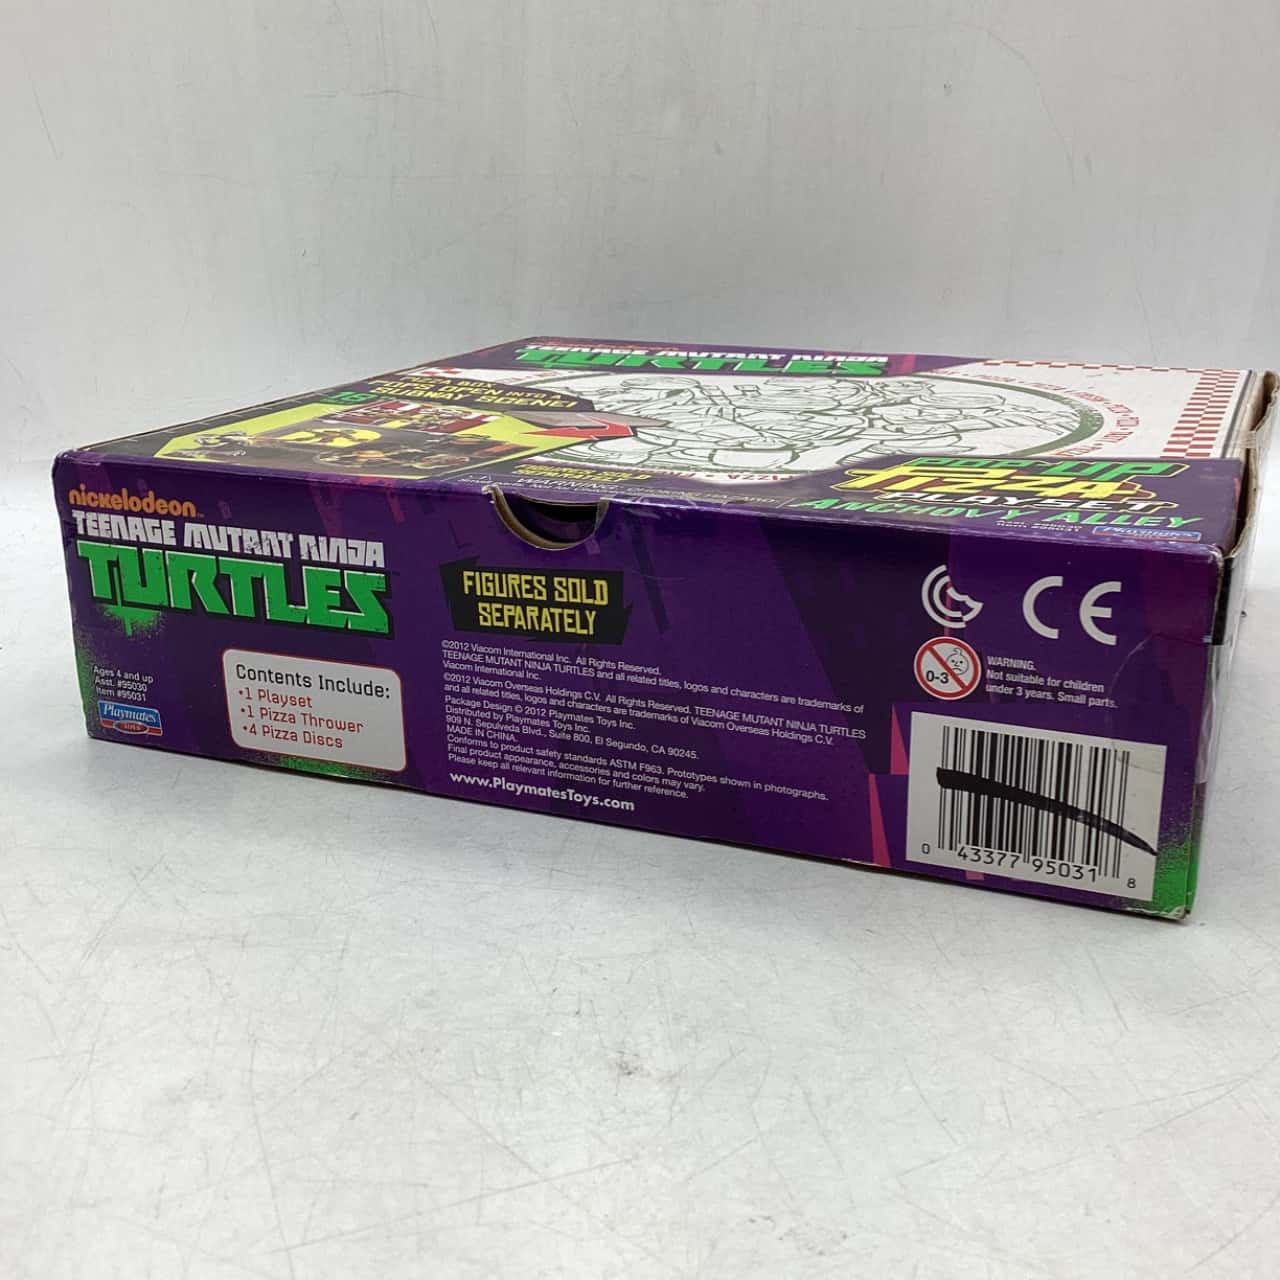 TEENAGE MUTANT NINJA
TURTLES
FIGURES SOLD
SEPARATELY
PIZZA
POP-UP
PIZZA
PLAYSET
ANCHOVY ALLEY
Playmates
nickelodeon
TEENAGE MUTANT NINJA
TURTLES
Ages 4 and up
Asst. #95030
Item #95031
Playmates
TOYS
Contents Include:
•1 Playset
•1 Pizza Thrower
•4 Pizza Discs
FIGURES SOLD
SEPARATELY
©2012 Viacom International Inc. All Rights Reserved.
TEENAGE MUTANT NINJA TURTLES and all related titles, logos and characters are trademarks of
Viacom International Inc.
©2012 Viacom Overseas Holdings C.V. All Rights Reserved. TEENAGE MUTANT NINJA TURTLES
and all related titles, logos and characters are trademarks of Viacom Overseas Holdings C.V.
Package Design © 2012 Playmates Toys Inc.
Distributed by Playmates Toys Inc.
909 N. Sepulveda Blvd., Suite 800, El Segundo, CA 90245.
MADE IN CHINA.
Conforms to product safety standards ASTM F963. Prototypes shown in photographs.
Final product appearance, accessories and colors may vary.
Please keep all relevant information for further reference.
www.PlaymatesToys.com
CE
0-3
WARNING.
Not suitable for children
under 3 years. Small parts.
0 43377 95031 8